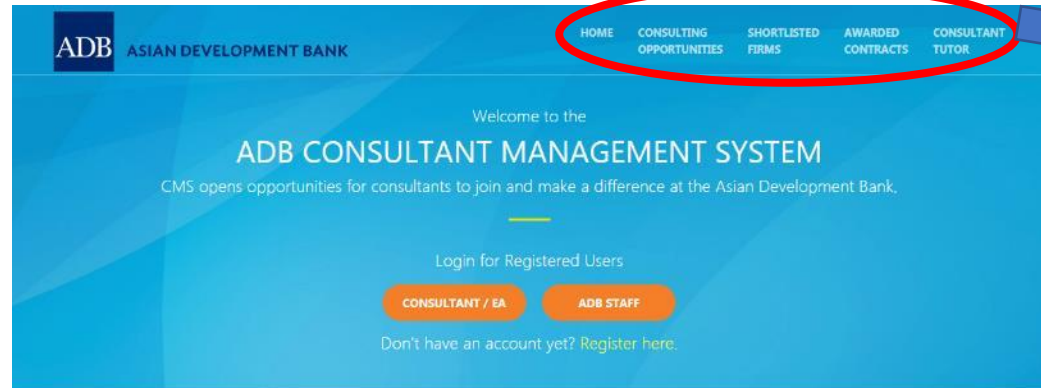 ADB ASIAN DEVELOPMENT BANK
HOME
CONSULTING
OPPORTUNITIES
SHORTLISTED
FIRMS
AWARDED
CONTRACTS
CONSULTANT
TUTOR
Welcome to the
ADB CONSULTANT MANAGEMENT SYSTEM
CMS opens opportunities for consultants to join and make a difference at the Asian Development Bank.
Login for Registered Users
CONSULTANT / EA
ADB STAFF
Don't have an account yet? Register here.